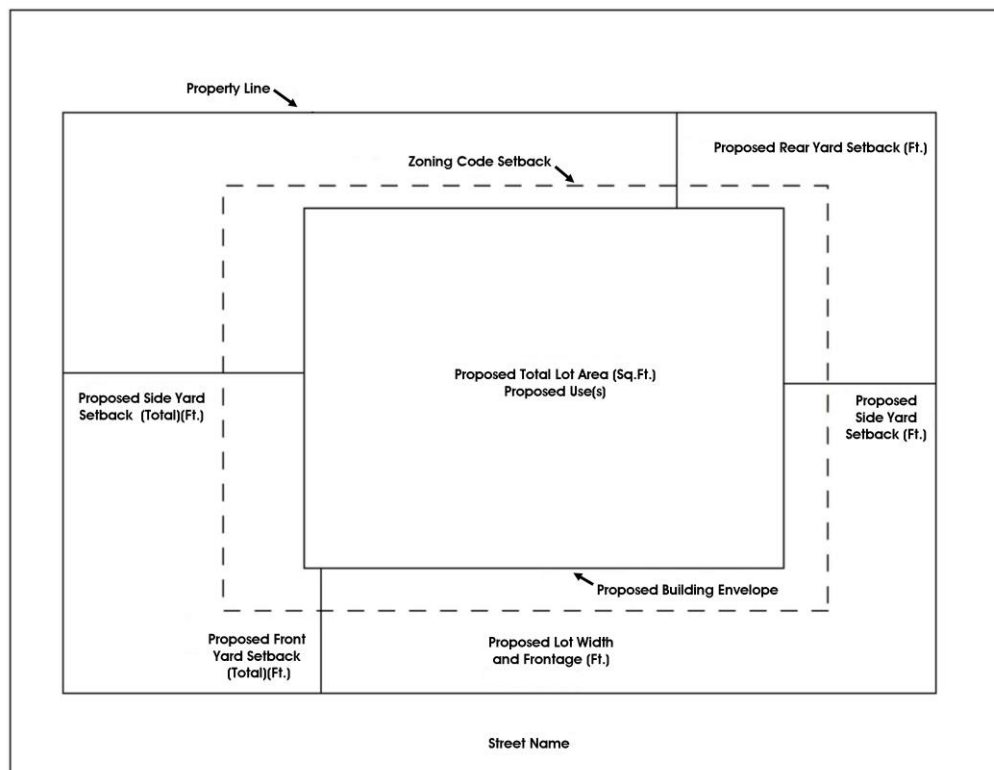 Property Line
Proposed Rear Yard Setback (Ft.)
Zoning Code Setback
Proposed Total Lot Area (Sq.Ft.)
Proposed Use(s)
Proposed Side Yard
Setback (Total)(Ft.)
Proposed
Side Yard
Setback (Ft.)
Proposed Building Envelope
Proposed Front
Yard Setback
(Total)(Ft.)
Proposed Lot Width
and Frontage (Ft.)
Street Name